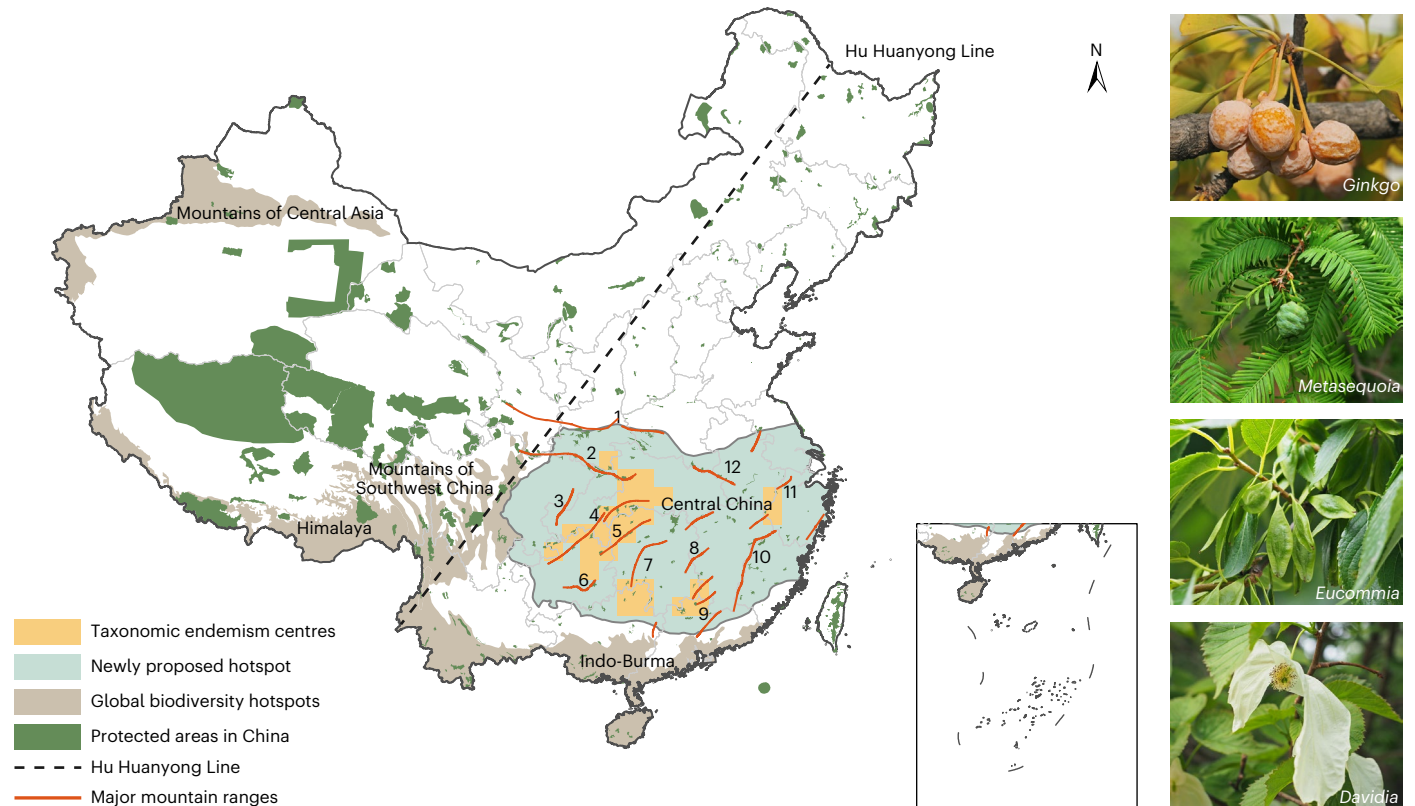 Hu Huanyong Line
N
Mountains of Central Asia
Mountains of
Southwest China
Himalaya
Central China
Indo-Burma
1
2
3
4
5
6
7
8
9
10
11
12
Taxonomic endemism centres
Newly proposed hotspot
Global biodiversity hotspots
Protected areas in China
Hu Huanyong Line
Major mountain ranges
Ginkgo
Metasequoia
Eucommia
Davidia